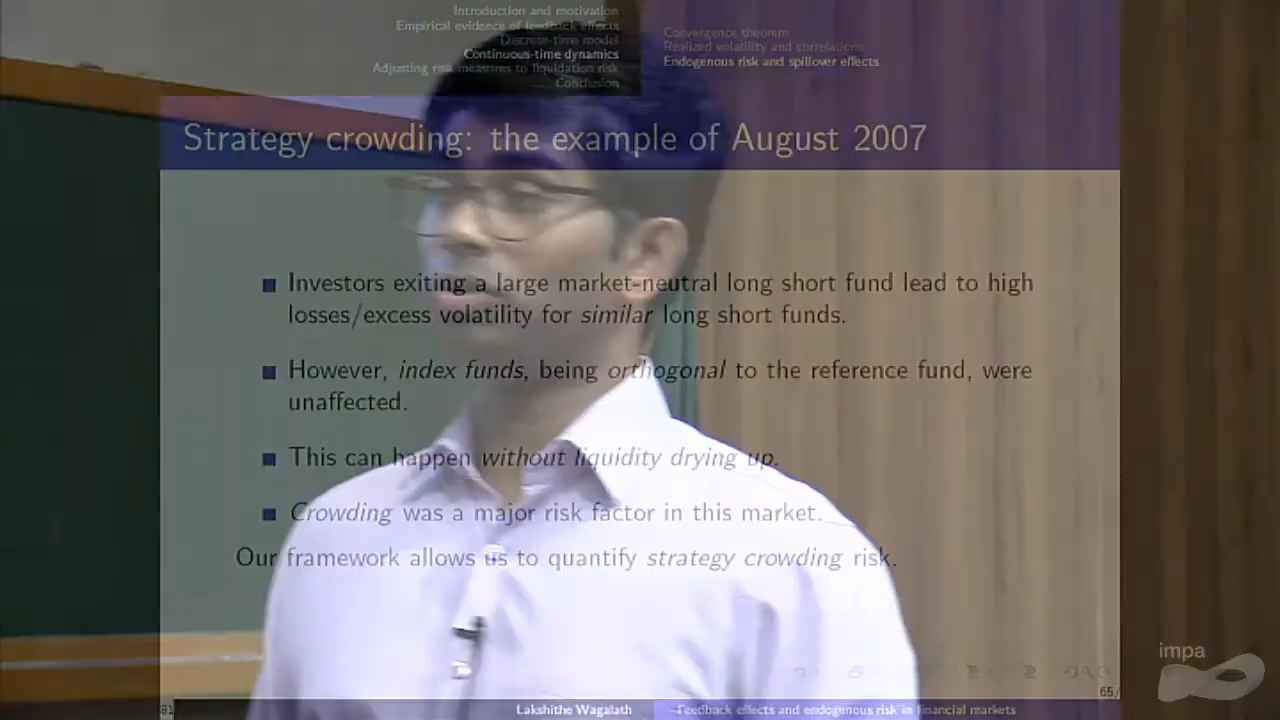 Introduction and motivation
Empirical evidence of feedback effects
Discrete-time model
Continuous-time dynamics
Adjusting risk measures to liquidation risk
Conclusion
Convergence theorem
Realized volatility and correlations
Endogenous risk and spillover effects
Strategy crowding: the example of August 2007
Investors exiting a large market-neutral long short fund lead to high
losses/excess volatility for similar long short funds.
However, index funds, being orthogonal to the reference fund, were
unaffected.
This can happen without liquidity drying up.
Crowding was a major risk factor in this market.
Our framework allows us to quantify strategy crowding risk.
impa
65/
91
Lakshithe Wagalath
Feedback effects and endogenous risk in financial markets